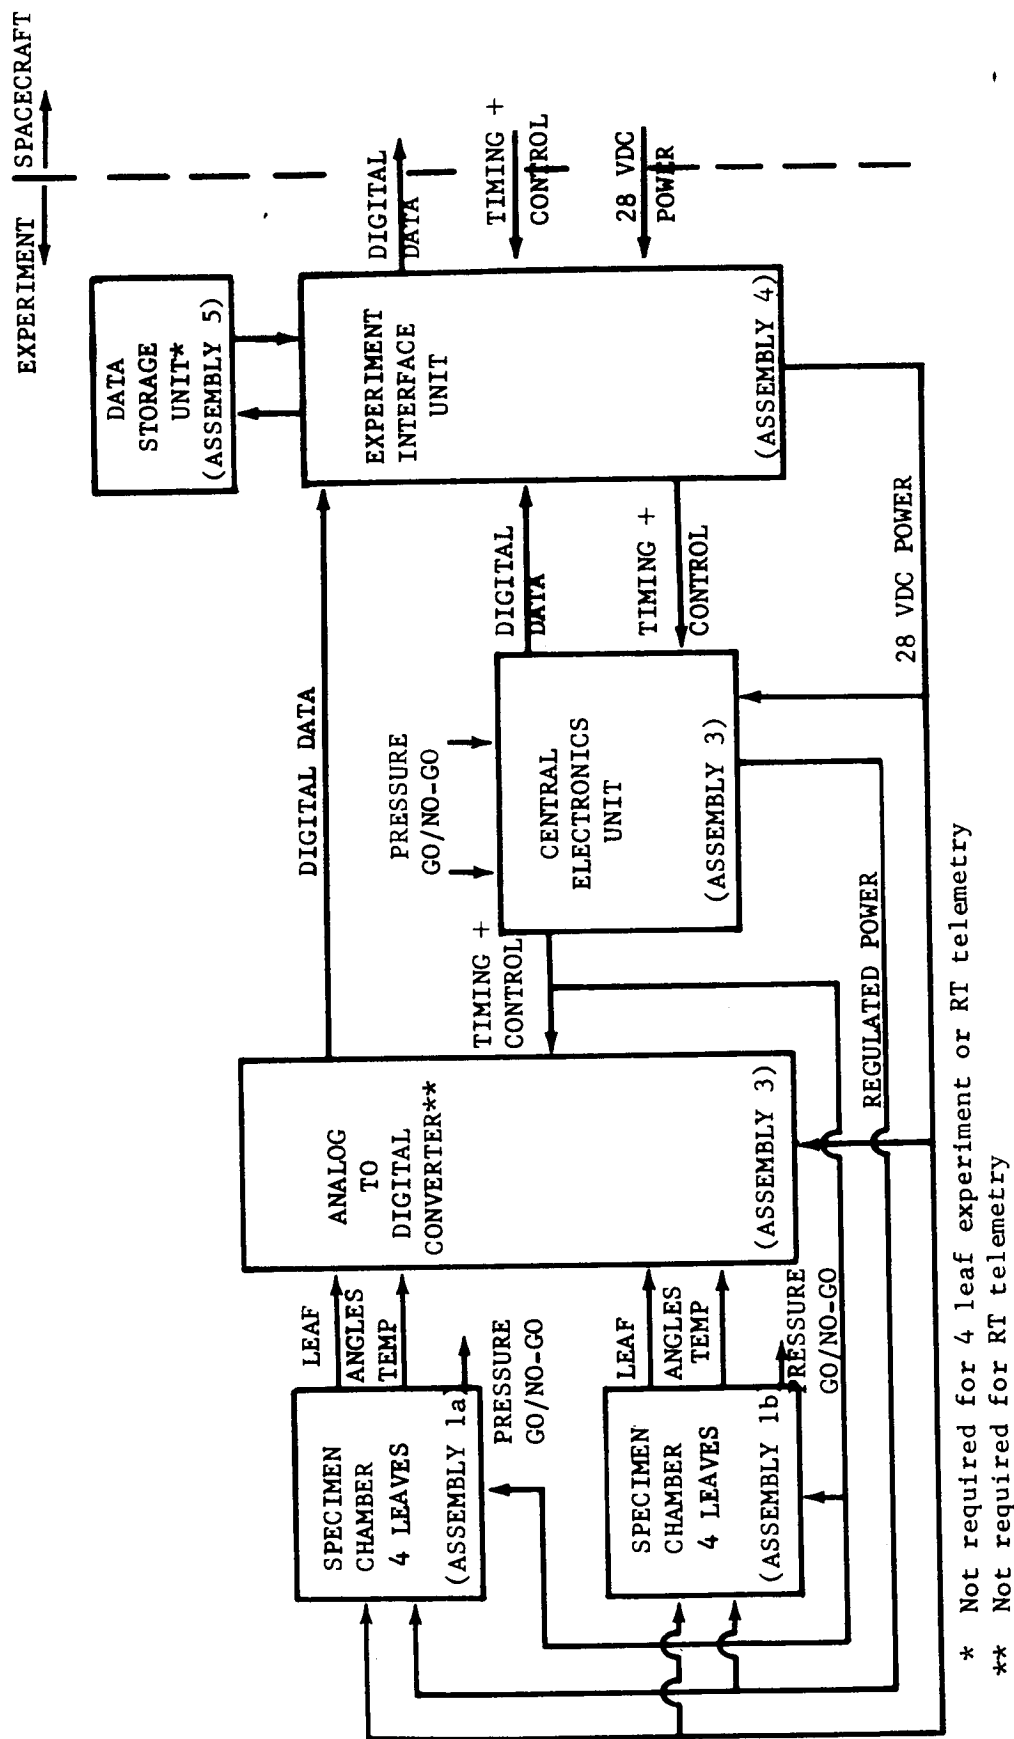 EXPERIMENT
SPACECRAFT
DATA
STORAGE
UNIT*
(ASSEMBLY 5)
DIGITAL
DATA
TIMING +
CONTROL
28 VDC
POWER
EXPERIMENT
INTERFACE
UNIT
(ASSEMBLY 4)
DIGITAL DATA
DIGITAL
DATA
TIMING +
CONTROL
28 VDC POWER
PRESSURE
GO/NO-GO
CENTRAL
ELECTRONICS
UNIT
(ASSEMBLY 3)
TIMING +
CONTROL
REGULATED POWER
ANALOG
TO
DIGITAL
CONVERTER**
(ASSEMBLY 3)
LEAF
ANGLES
TEMP
PRESSURE
GO/NO-GO
LEAF
ANGLES
TEMP
PRESSURE
GO/NO-GO
SPECIMEN
CHAMBER
4 LEAVES
(ASSEMBLY 1a)
SPECIMEN
CHAMBER
4 LEAVES
(ASSEMBLY 1b)
* Not required for 4 leaf experiment or RT telemetry
** Not required for RT telemetry